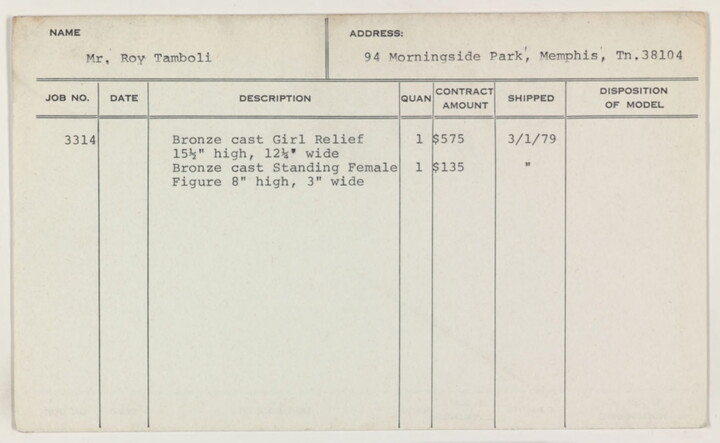 NAME
Mr. Roy Tamboli
ADDRESS:
94 Morningside Park, Memphis, Tn.38104
JOB NO. DATE DESCRIPTION QUAN CONTRACT AMOUNT SHIPPED DISPOSITION OF MODEL
3314 Bronze cast Girl Relief 1 $575 3/1/79
15½" high, 12¼" wide
Bronze cast Standing Female 1 $135 "
Figure 8" high, 3" wide